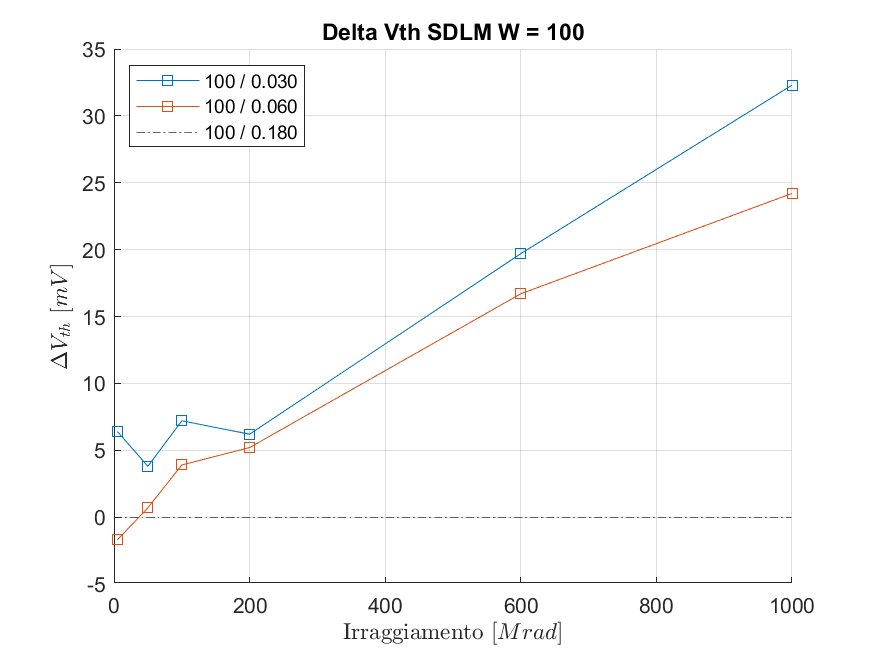 Delta Vth SDLM W = 100
100 / 0.030
100 / 0.060
100 / 0.180
35
30
25
20
15
10
5
0
-5
ΔV_th [mV]
0 200 400 600 800 1000
Irraggiamento [Mrad]